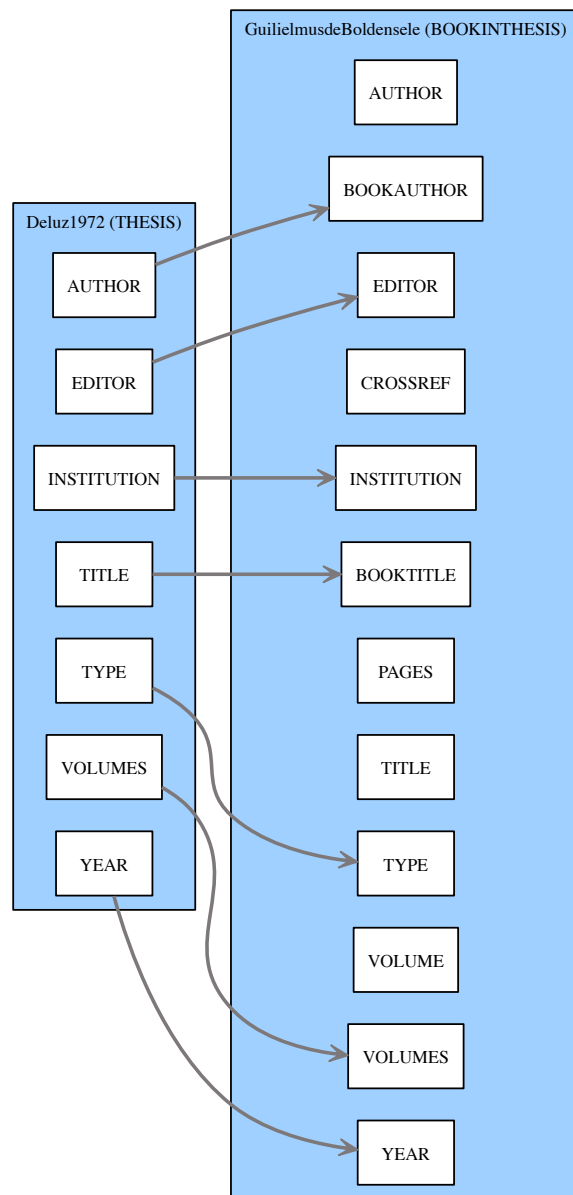 GuilielmusdeBoldensele (BOOKINTHESIS)
AUTHOR
BOOKAUTHOR
EDITOR
CROSSREF
INSTITUTION
BOOKTITLE
PAGES
TITLE
TYPE
VOLUME
VOLUMES
YEAR
Deluz1972 (THESIS)
AUTHOR
EDITOR
INSTITUTION
TITLE
TYPE
VOLUMES
YEAR